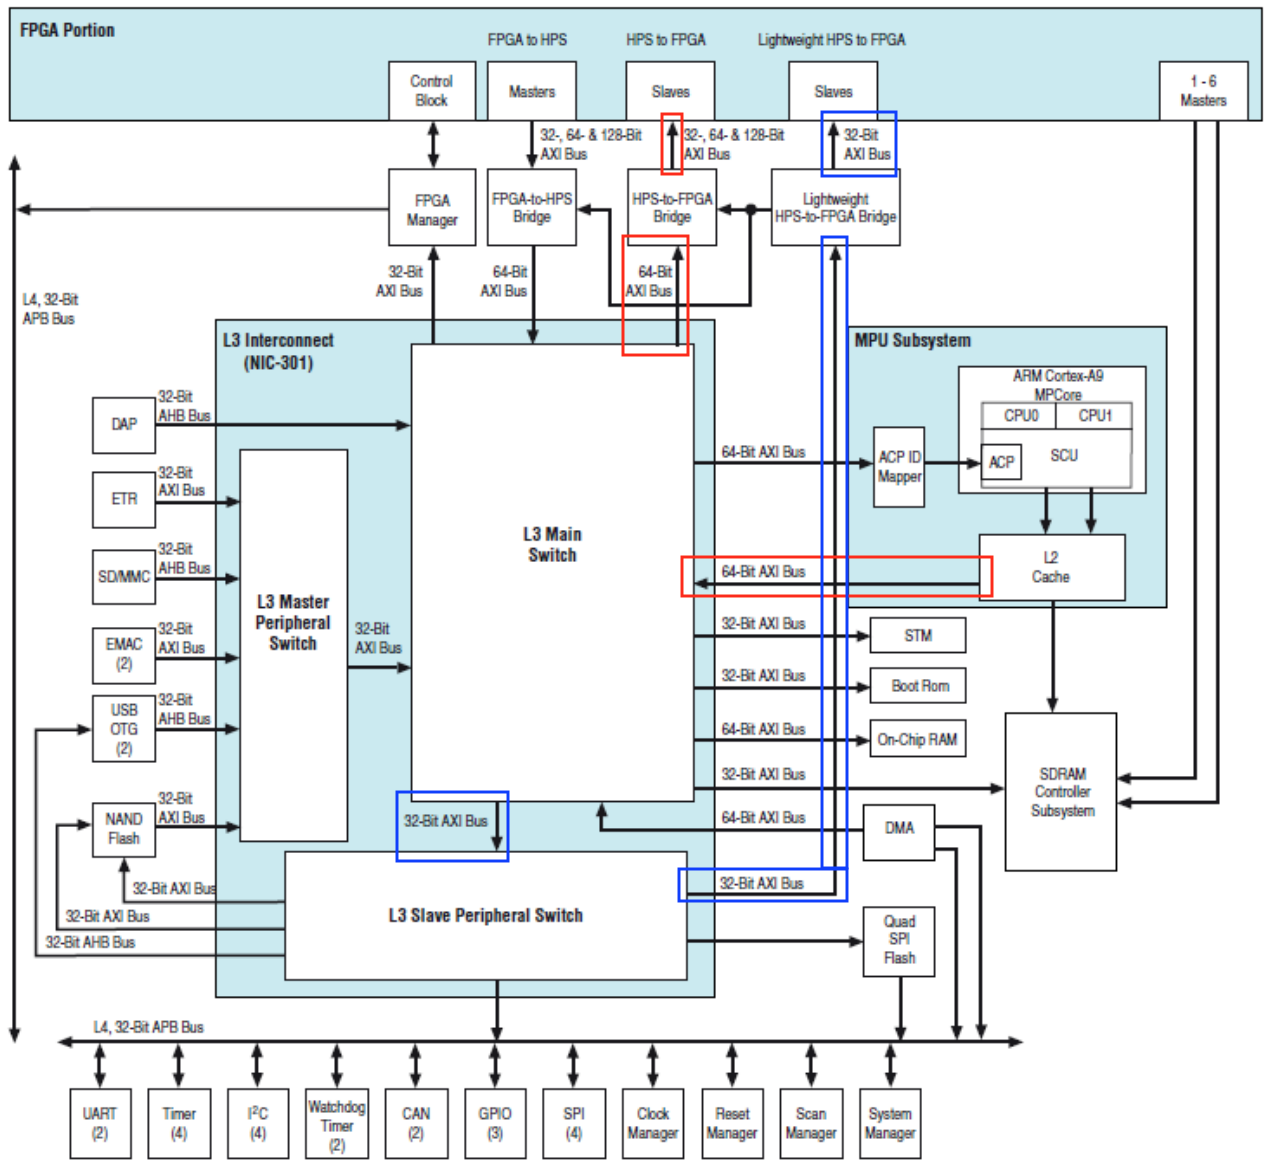 FPGA Portion
FPGA to HPS
HPS to FPGA
Lightweight HPS to FPGA
Control
Block
Masters
Slaves
Slaves
1 - 6
Masters
32-, 64- & 128-Bit
AXI Bus
32-, 64- & 128-Bit
AXI Bus
32-Bit
AXI Bus
FPGA
Manager
FPGA-to-HPS
Bridge
HPS-to-FPGA
Bridge
Lightweight
HPS-to-FPGA Bridge
32-Bit
AXI Bus
64-Bit
AXI Bus
64-Bit
AXI Bus
L4, 32-Bit
APB Bus
L3 Interconnect
(NIC-301)
MPU Subsystem
ARM Cortex-A9
MPCore
CPU0
CPU1
SCU
ACP
ACP ID
Mapper
64-Bit AXI Bus
L2
Cache
64-Bit AXI Bus
DAP
32-Bit
AHB Bus
ETR
32-Bit
AXI Bus
SD/MMC
32-Bit
AHB Bus
EMAC
(2)
32-Bit
AXI Bus
USB
OTG
(2)
32-Bit
AHB Bus
NAND
Flash
32-Bit
AXI Bus
L3 Master
Peripheral
Switch
32-Bit
AXI Bus
L3 Main
Switch
32-Bit AXI Bus
STM
32-Bit AXI Bus
Boot Rom
64-Bit AXI Bus
On-Chip RAM
32-Bit AXI Bus
SDRAM
Controller
Subsystem
64-Bit AXI Bus
DMA
32-Bit AXI Bus
32-Bit AXI Bus
32-Bit AXI Bus
32-Bit AXI Bus
32-Bit AHB Bus
L3 Slave Peripheral Switch
Quad
SPI
Flash
L4, 32-Bit APB Bus
UART
(2)
Timer
(4)
I²C
(4)
Watchdog
Timer
(2)
CAN
(2)
GPIO
(3)
SPI
(4)
Clock
Manager
Reset
Manager
Scan
Manager
System
Manager